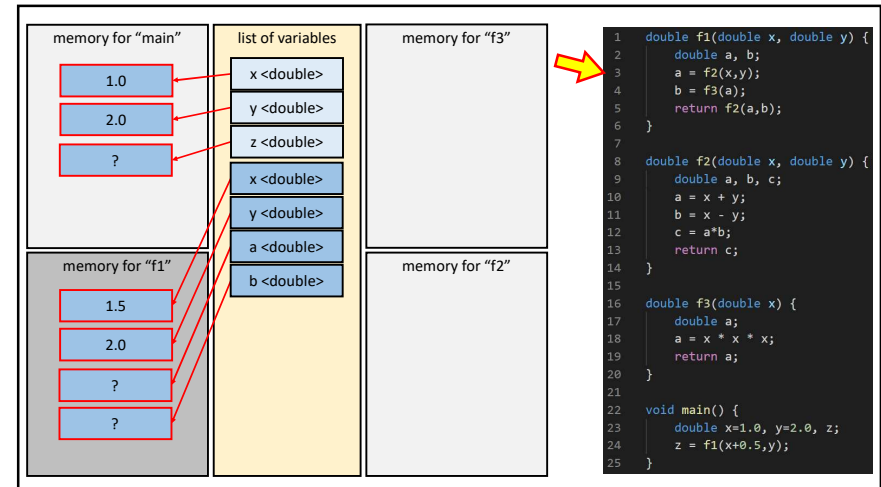 memory for “main”
1.0
2.0
?
list of variables
x <double>
y <double>
z <double>
x <double>
y <double>
a <double>
b <double>
memory for “f3”
memory for “f1”
1.5
2.0
?
?
memory for “f2”
1 double f1(double x, double y) {
2 double a, b;
3 a = f2(x,y);
4 b = f3(a);
5 return f2(a,b);
6 }
7
8 double f2(double x, double y) {
9 double a, b, c;
10 a = x + y;
11 b = x - y;
12 c = a*b;
13 return c;
14 }
15
16 double f3(double x) {
17 double a;
18 a = x * x * x;
19 return a;
20 }
21
22 void main() {
23 double x=1.0, y=2.0, z;
24 z = f1(x+0.5,y);
25 }